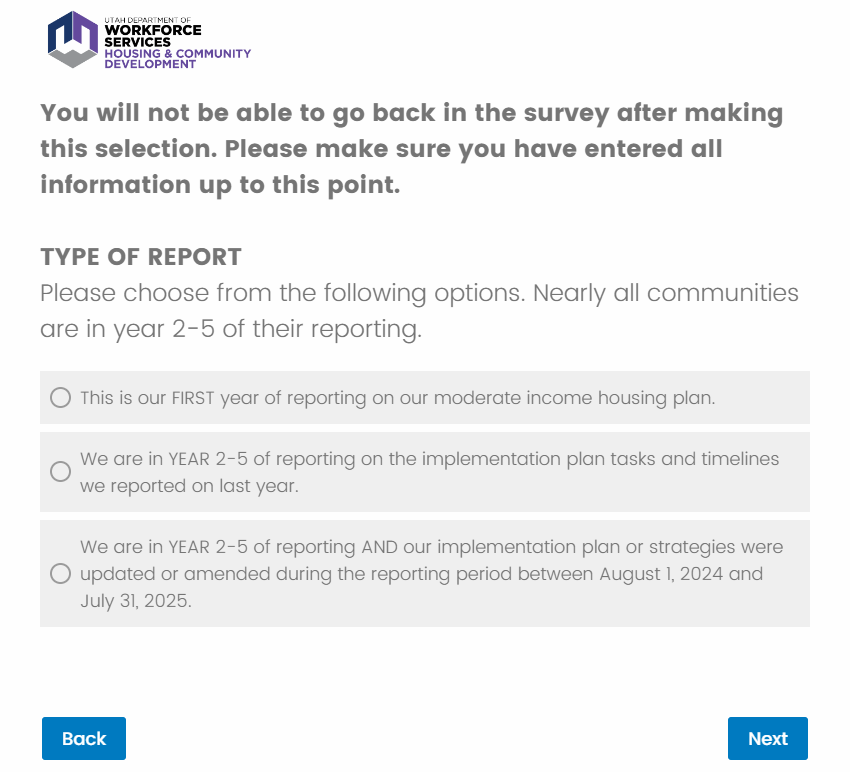 UTAH DEPARTMENT OF
WORKFORCE
SERVICES
HOUSING & COMMUNITY
DEVELOPMENT
You will not be able to go back in the survey after making
this selection. Please make sure you have entered all
information up to this point.
TYPE OF REPORT
Please choose from the following options. Nearly all communities
are in year 2-5 of their reporting.
This is our FIRST year of reporting on our moderate income housing plan.
We are in YEAR 2-5 of reporting on the implementation plan tasks and timelines
we reported on last year.
We are in YEAR 2-5 of reporting AND our implementation plan or strategies were
updated or amended during the reporting period between August 1, 2024 and
July 31, 2025.
Back
Next